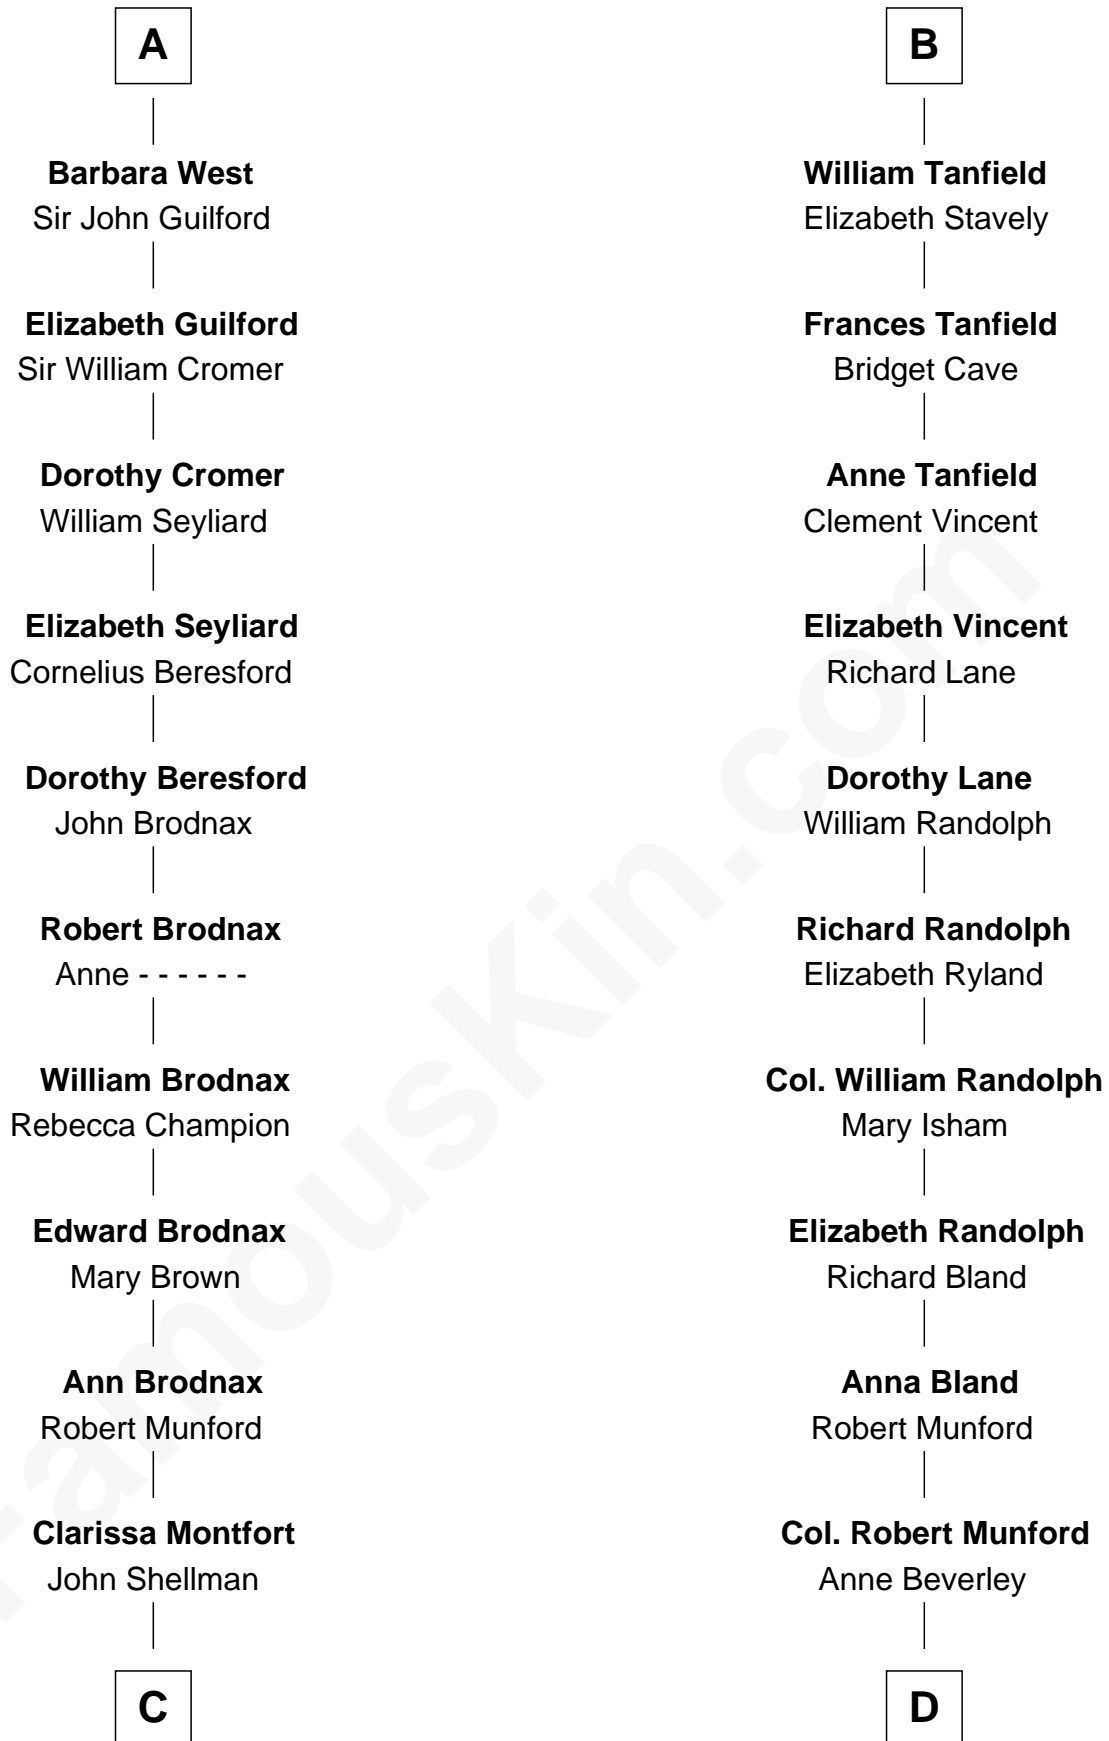 A
Barbara West
Sir John Guilford
Elizabeth Guilford
Sir William Cromer
Dorothy Cromer
William Seyliard
Elizabeth Seyliard
Cornelius Beresford
Dorothy Beresford
John Brodnax
Robert Brodnax
Anne - - - - - -
William Brodnax
Rebecca Champion
Edward Brodnax
Mary Brown
Ann Brodnax
Robert Munford
Clarissa Montfort
John Shellman
C
B
William Tanfield
Elizabeth Stavely
Frances Tanfield
Bridget Cave
Anne Tanfield
Clement Vincent
Elizabeth Vincent
Richard Lane
Dorothy Lane
William Randolph
Richard Randolph
Elizabeth Ryland
Col. William Randolph
Mary Isham
Elizabeth Randolph
Richard Bland
Anna Bland
Robert Munford
Col. Robert Munford
Anne Beverley
D
FamousKin.com